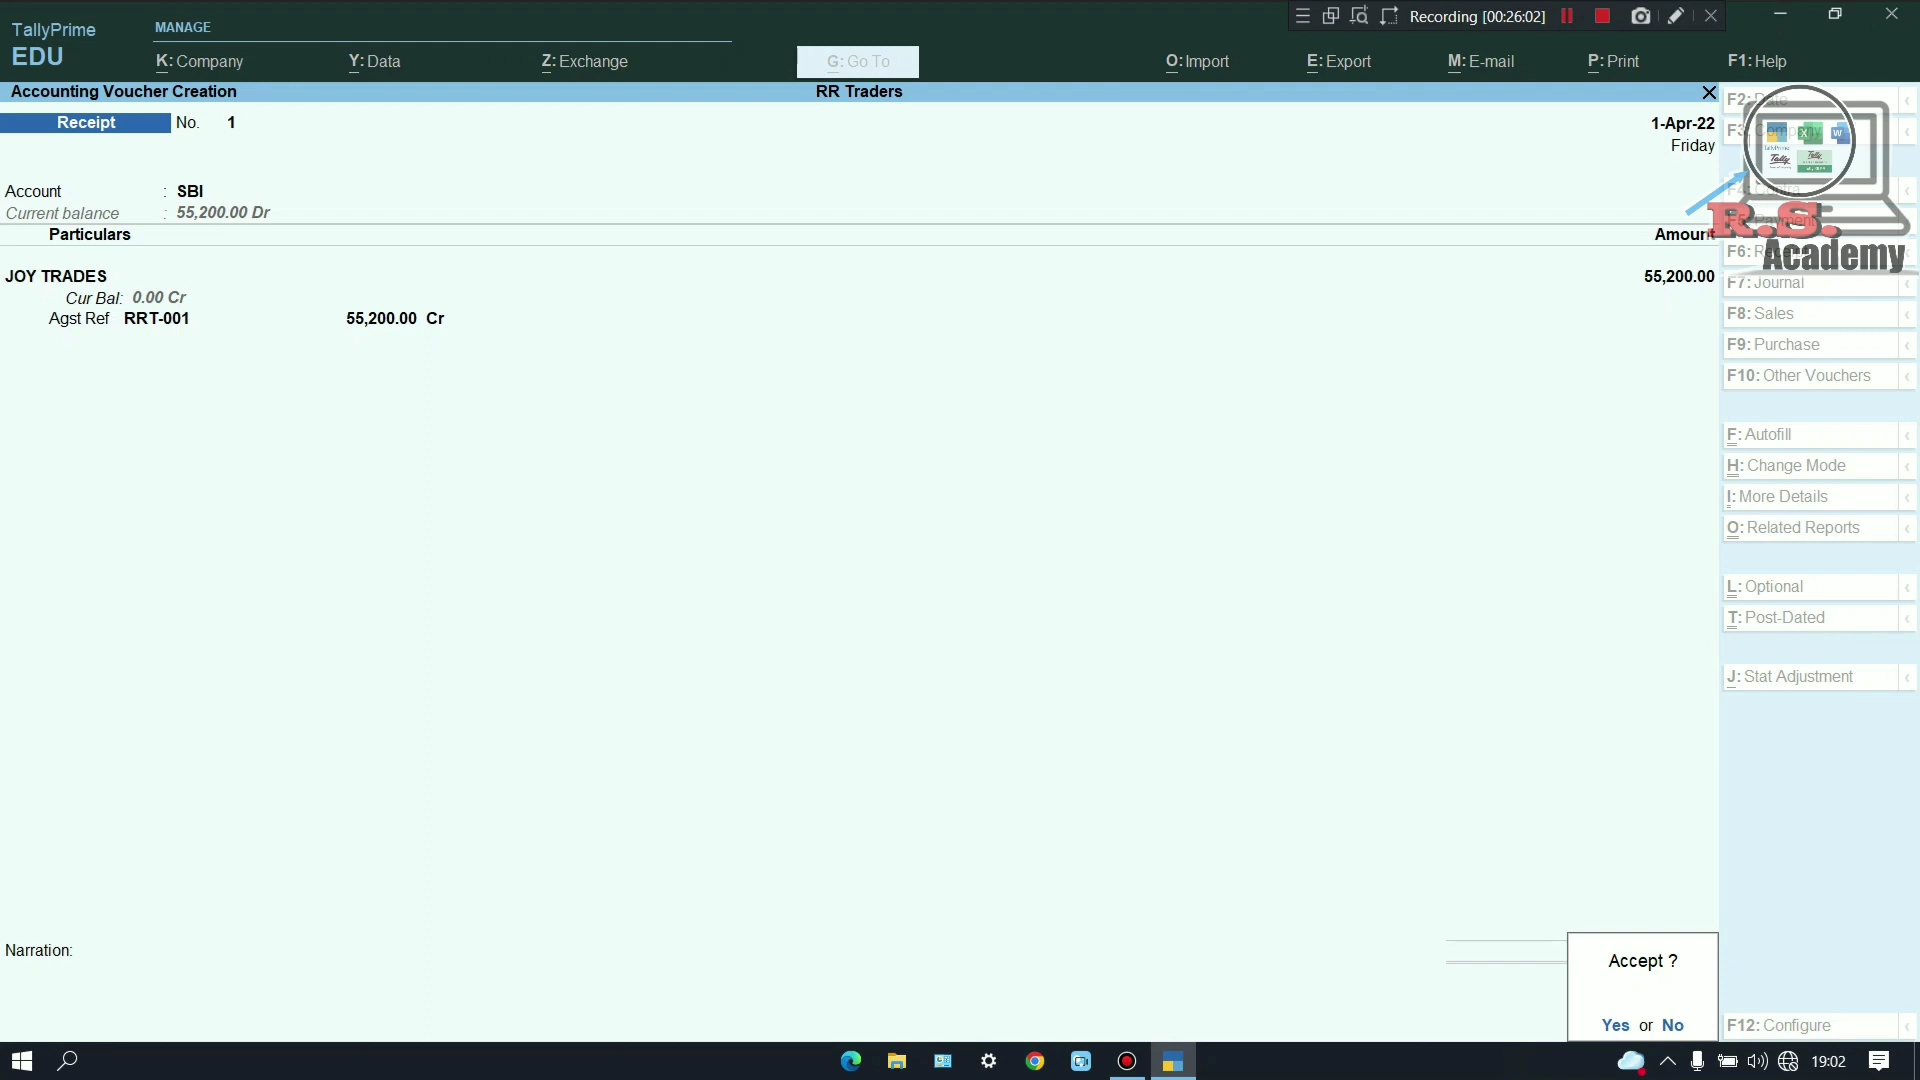 TallyPrime
EDU
MANAGE
K: Company
Y: Data
Z: Exchange
G: Go To
O: Import
E: Export
M: E-mail
P: Print
F1: Help
Recording [00:26:02]
Accounting Voucher Creation
RR Traders
Receipt No. 1
1-Apr-22
Friday
Account : SBI
Current balance : 55,200.00 Dr
Particulars
Amount
JOY TRADES 55,200.00
Cur Bal: 0.00 Cr
Agst Ref RRT-001 55,200.00 Cr
F2: Date
R.S.
Academy
F7: Journal
F8: Sales
F9: Purchase
F10: Other Vouchers
F: Autofill
H: Change Mode
I: More Details
O: Related Reports
L: Optional
T: Post-Dated
J: Stat Adjustment
F12: Configure
Narration:
Accept ?
Yes or No
19:02